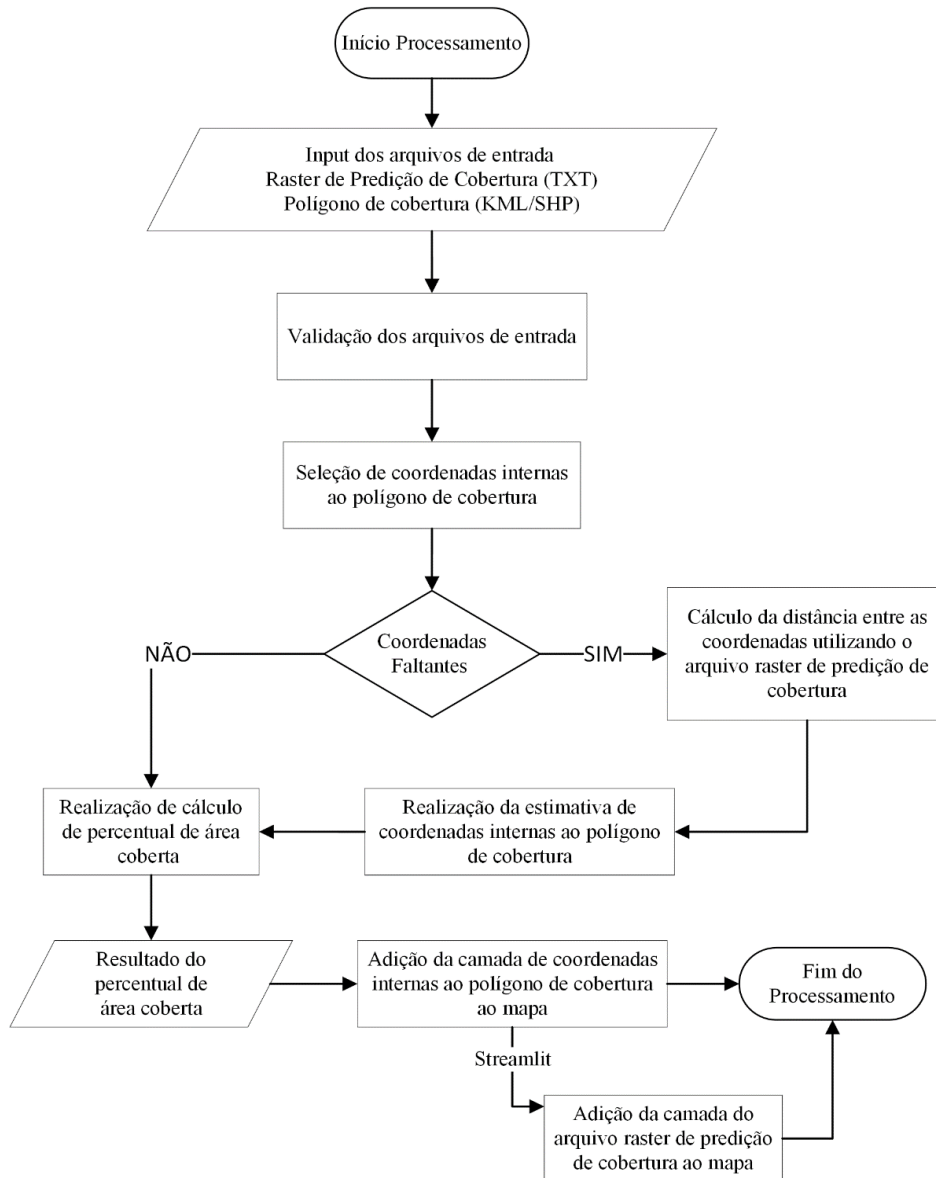 Início Processamento
Input dos arquivos de entrada
Raster de Predição de Cobertura (TXT)
Polígono de cobertura (KML/SHP)
Validação dos arquivos de entrada
Seleção de coordenadas internas
ao polígono de cobertura
Coordenadas
Faltantes
NÃO
SIM
Cálculo da distância entre as
coordenadas utilizando o
arquivo raster de predição de
cobertura
Realização de cálculo
de percentual de área
coberta
Realização da estimativa de
coordenadas internas ao polígono
de cobertura
Resultado do
percentual de
área coberta
Adição da camada de coordenadas
internas ao polígono de cobertura
ao mapa
Fim do
Processamento
Streamlit
Adição da camada do
arquivo raster de predição
de cobertura ao mapa